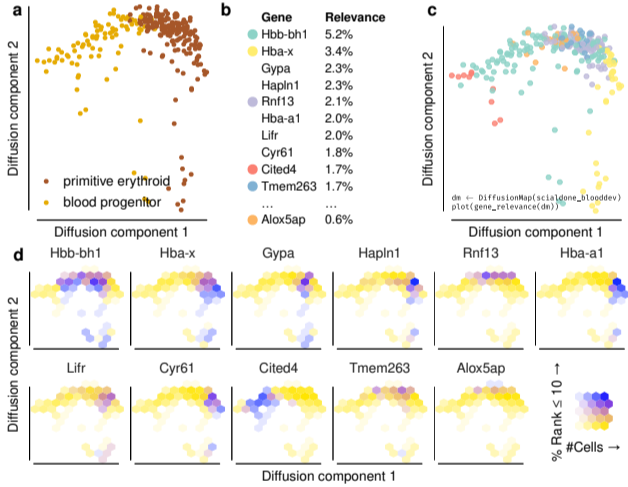 a
Diffusion component 2
primitive erythroid
blood progenitor
Diffusion component 1
b
Gene Relevance
Hbb-bh1 5.2%
Hba-x 3.4%
Gypa 2.3%
Hapln1 2.3%
Rnf13 2.1%
Hba-a1 2.0%
Lifr 2.0%
Cyr61 1.8%
Cited4 1.7%
Tmem263 1.7%
... ...
Alox5ap 0.6%
c
Diffusion component 2
dm ← DiffusionMap(scialdone_blooddev)
plot(gene_relevance(dm))
Diffusion component 1
d
Hbb-bh1 Hba-x Gypa Hapln1 Rnf13 Hba-a1
Diffusion component 2
Lifr Cyr61 Cited4 Tmem263 Alox5ap
% Rank ≤ 10 →
#Cells →
Diffusion component 1